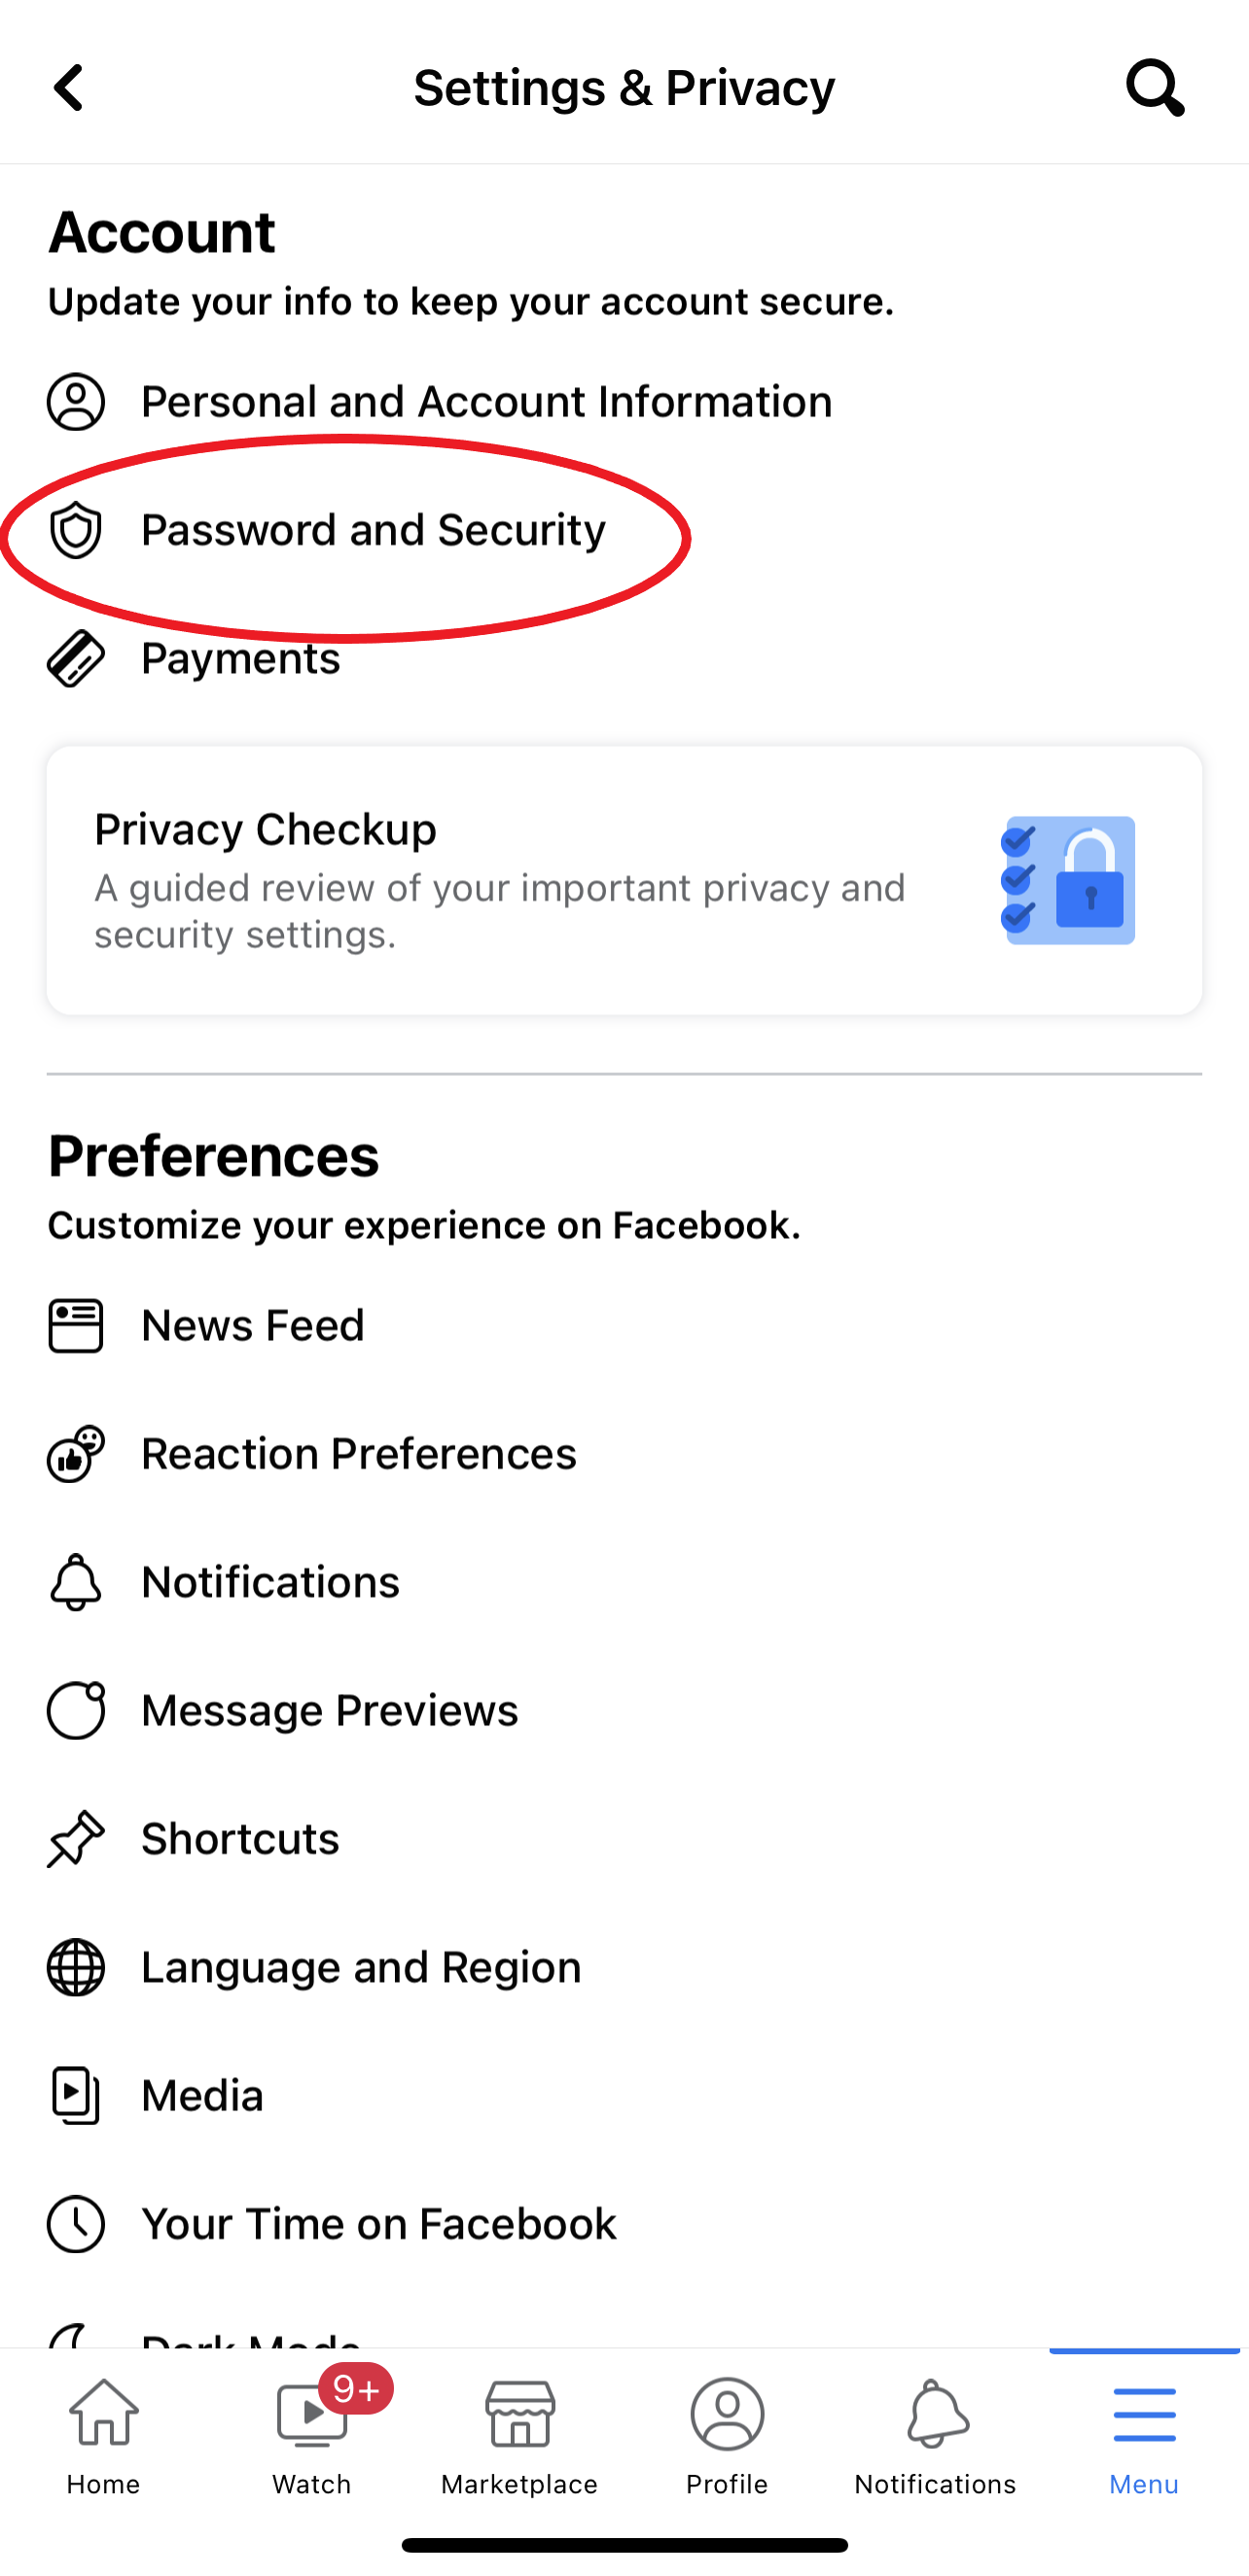 Settings & Privacy
Account
Update your info to keep your account secure.
Personal and Account Information
Password and Security
Payments
Privacy Checkup
A guided review of your important privacy and
security settings.
Preferences
Customize your experience on Facebook.
News Feed
Reaction Preferences
Notifications
Message Previews
Shortcuts
Language and Region
Media
Your Time on Facebook
Dark Mode
9+
Home
Watch
Marketplace
Profile
Notifications
Menu